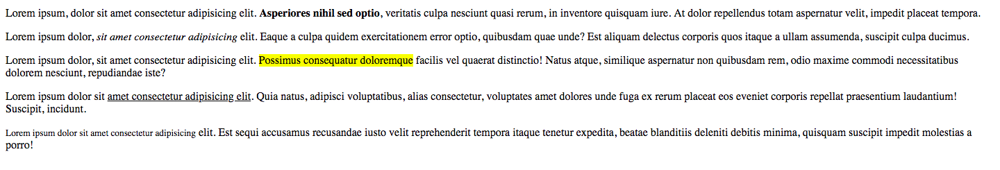 Lorem ipsum, dolor sit amet consectetur adipisicing elit. Asperiores nihil sed optio, veritatis culpa nesciunt quasi rerum, in inventore quisquam iure. At dolor repellendus totam aspernatur velit, impedit placeat tempora.
Lorem ipsum dolor, sit amet consectetur adipisicing elit. Eaque a culpa quidem exercitationem error optio, quibusdam quae unde? Est aliquam delectus corporis quos itaque a ullam assumenda, suscipit culpa ducimus.
Lorem ipsum dolor, sit amet consectetur adipisicing elit. Possimus consequatur doloremque facilis vel quaerat distinctio! Natus atque, similique aspernatur non quibusdam rem, odio maxime commodi necessitatibus
dolorem nesciunt, repudiandae iste?
Lorem ipsum dolor sit amet consectetur adipisicing elit. Quia natus, adipisci voluptatibus, alias consectetur, voluptates amet dolores unde fuga ex rerum placeat eos eveniet corporis repellat praesentium laudantium!
Suscipit, incidunt.
Lorem ipsum dolor sit amet consectetur adipisicing elit. Est sequi accusamus recusandae iusto velit reprehenderit tempora itaque tenetur expedita, beatae blanditiis deleniti debitis minima, quisquam suscipit impedit molestias a
porro!